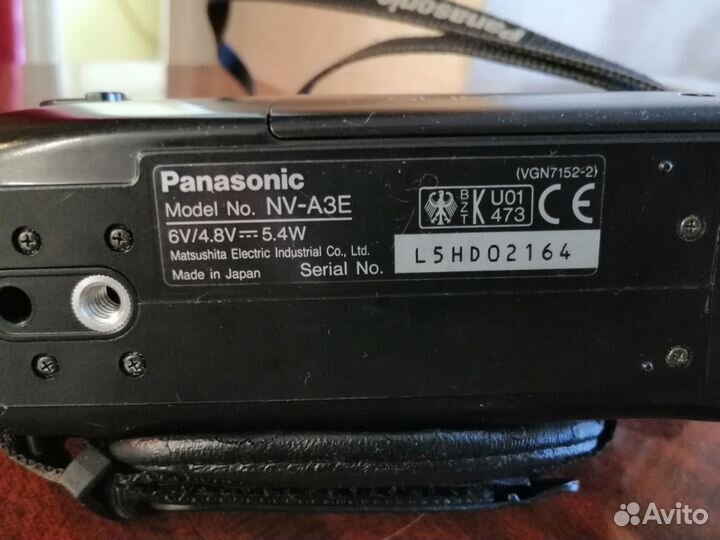 Panasonic
Panasonic
(VGN7152-2)
Model No. NV-A3E
6V/4.8V⎓5.4W
Matsushita Electric Industrial Co., Ltd.
Made in Japan
Serial No.
L5HD02164
BZT
K U01
473
CE
Avito